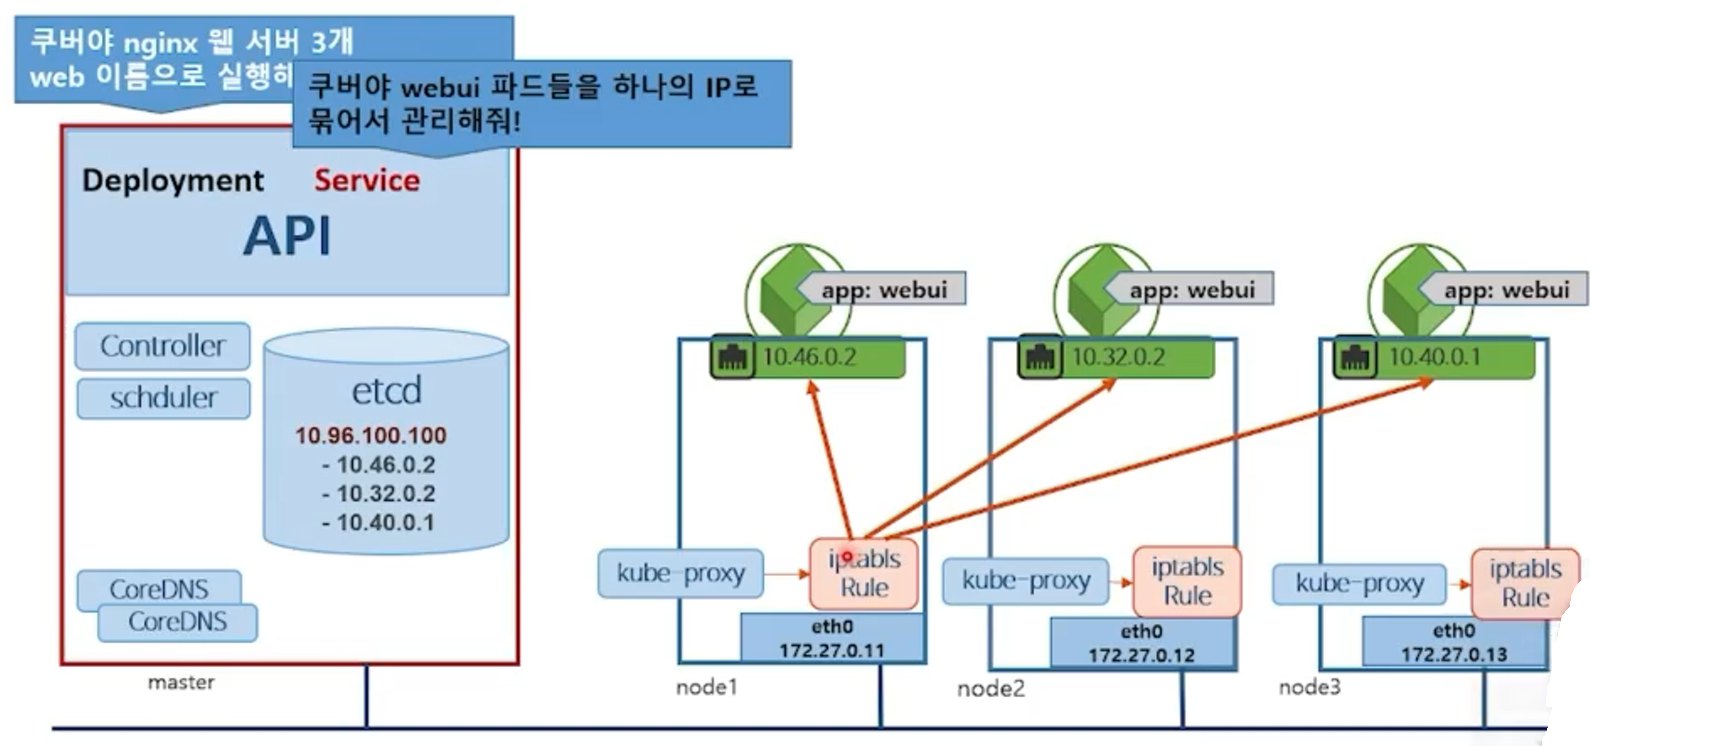 쿠버야 nginx 웹 서버 3개
web 이름으로 실행해
쿠버야 webui 파드들을 하나의 IP로
묶어서 관리해줘!
Deployment
Service
API
Controller
schduler
etcd
10.96.100.100
- 10.46.0.2
- 10.32.0.2
- 10.40.0.1
CoreDNS
CoreDNS
master
app: webui
10.46.0.2
kube-proxy
iptabls
Rule
eth0
172.27.0.11
node1
app: webui
10.32.0.2
kube-proxy
iptabls
Rule
eth0
172.27.0.12
node2
app: webui
10.40.0.1
kube-proxy
iptabls
Rule
eth0
172.27.0.13
node3